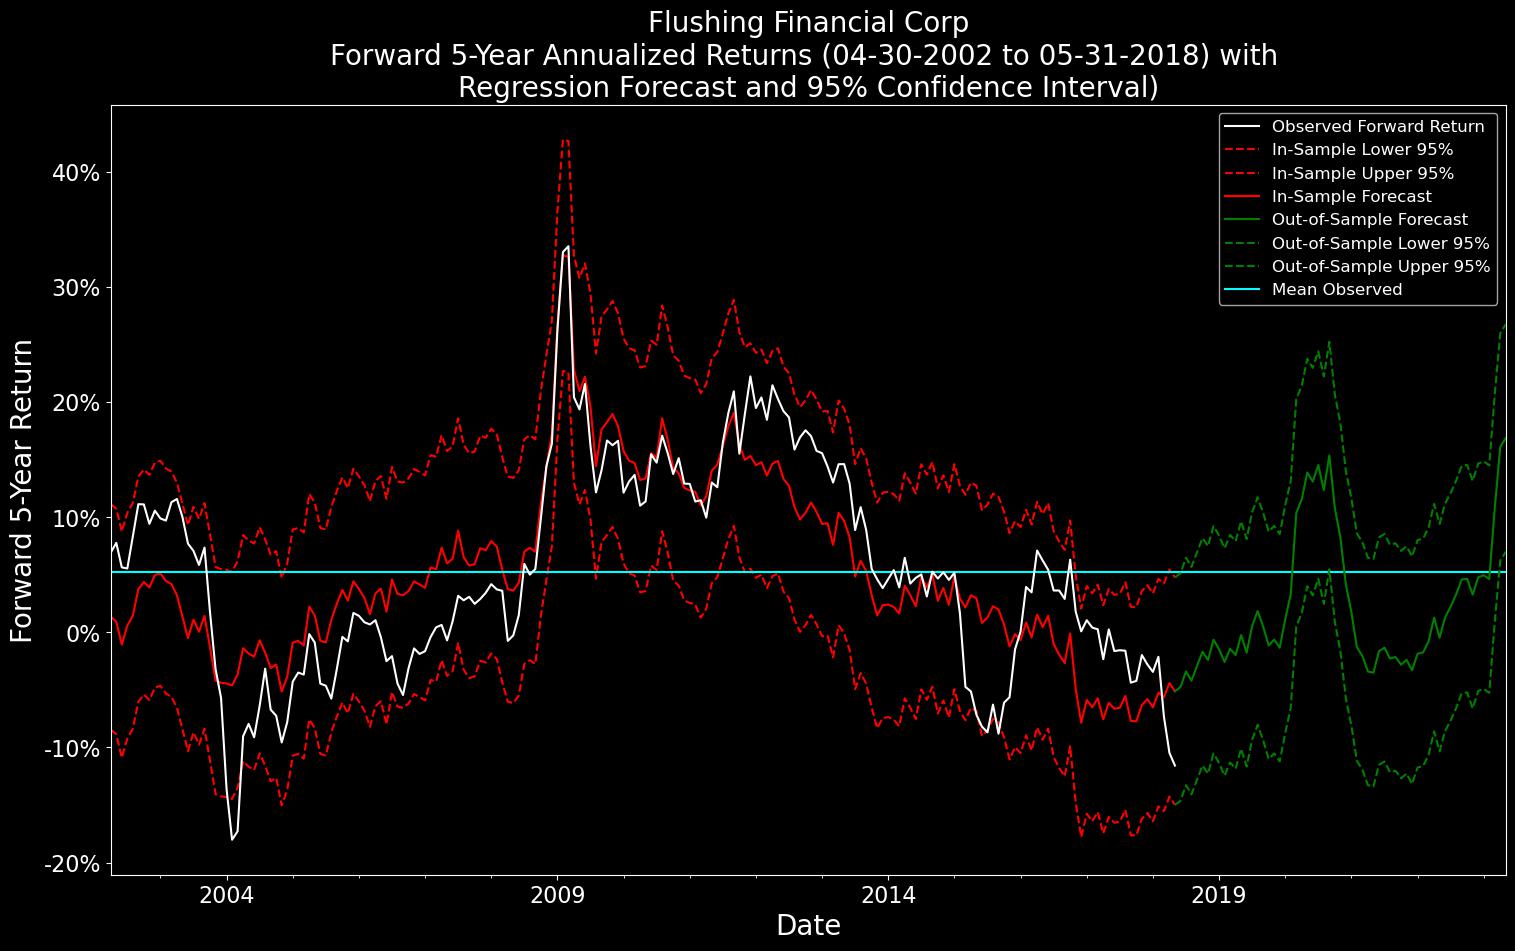 Flushing Financial Corp
Forward 5-Year Annualized Returns (04-30-2002 to 05-31-2018) with
Regression Forecast and 95% Confidence Interval)
Observed Forward Return
In-Sample Lower 95%
In-Sample Upper 95%
In-Sample Forecast
Out-of-Sample Forecast
Out-of-Sample Lower 95%
Out-of-Sample Upper 95%
Mean Observed
Forward 5-Year Return
40%
30%
20%
10%
0%
-10%
-20%
2004
2009
2014
2019
Date